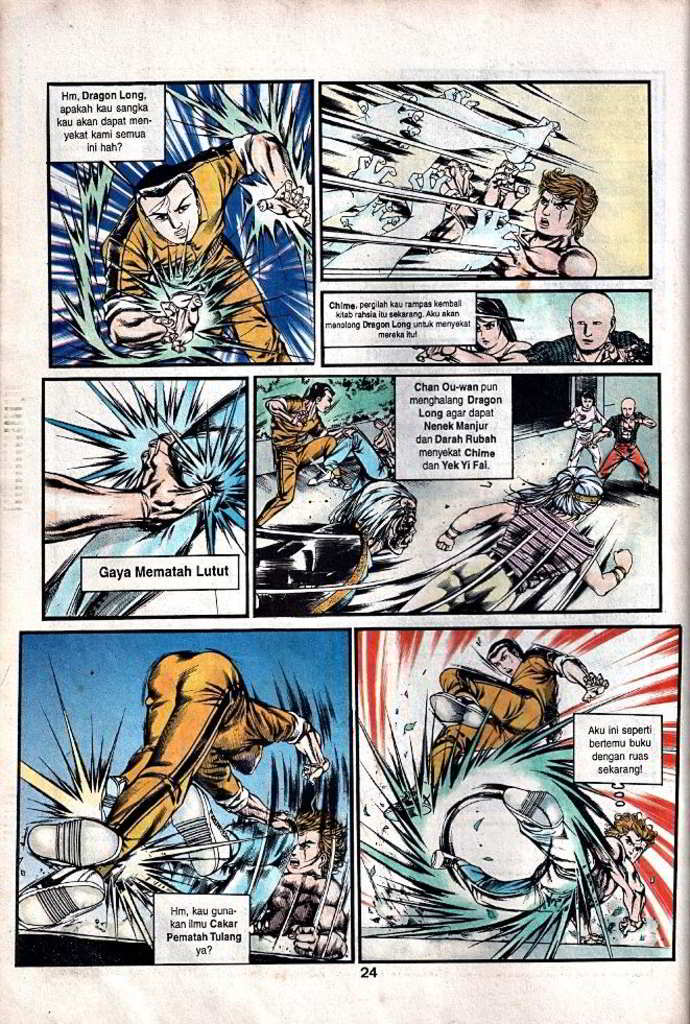 Hm, Dragon Long,
apakah kau sangka
kau akan dapat men-
yekat kami semua
ini hah?
Chime, pergilah kau rampas kembali
kitab rahsia itu sekarang. Aku akan
menolong Dragon Long untuk menyekat
mereka itu!
Gaya Mematah Lutut
Chan Ou-wan pun
menghalang Dragon
Long agar dapat
Nenek Manjur
dan Darah Rubah
menyekat Chime
dan Yek Yi Fai.
Hm, kau guna-
kan ilmu Cakar
Pematah Tulang
ya?
Aku ini seperti
bertemu buku
dengan ruas
sekarang!
24